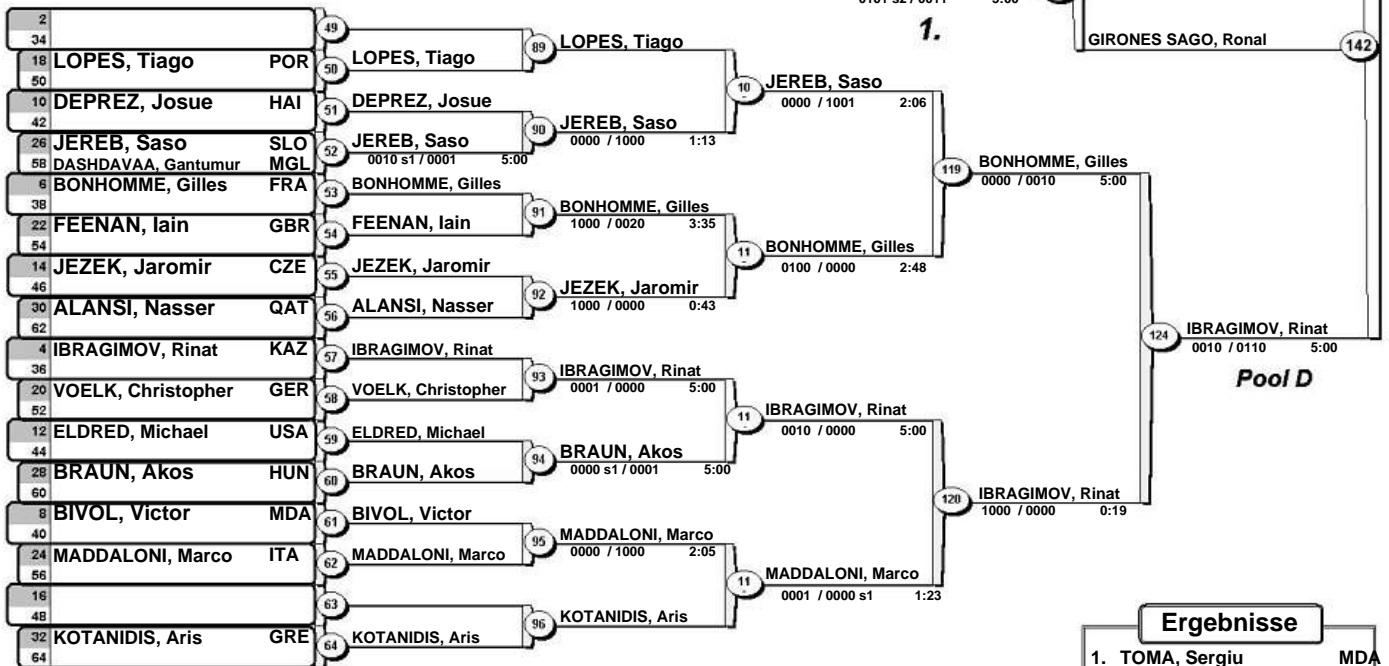 5:00
1.
GIRONES SAGO, Ronal
142
2
34
49
18 LOPES, Tiago POR
50
50
LOPES, Tiago
89
LOPES, Tiago
10 DEPREZ, Josue HAI
42
51
DEPREZ, Josue
26 JEREB, Saso SLO
58 DASHDAVAA, Gantumur MGL
52
JEREB, Saso
0010 s1 / 0001 5:00
90
JEREB, Saso
0000 / 1000 1:13
10
JEREB, Saso
0000 / 1001 2:06
6 BONHOMME, Gilles FRA
38
53
BONHOMME, Gilles
22 FEENAN, Iain GBR
54
54
FEENAN, Iain
91
BONHOMME, Gilles
1000 / 0020 3:35
14 JEZEK, Jaromir CZE
46
55
JEZEK, Jaromir
30 ALANSI, Nasser QAT
62
56
ALANSI, Nasser
92
JEZEK, Jaromir
1000 / 0000 0:43
11
BONHOMME, Gilles
0100 / 0000 2:48
119
BONHOMME, Gilles
0000 / 0010 5:00
4 IBRAGIMOV, Rinat KAZ
36
57
IBRAGIMOV, Rinat
20 VOELK, Christopher GER
52
58
VOELK, Christopher
93
IBRAGIMOV, Rinat
0001 / 0000 5:00
12 ELDRED, Michael USA
44
59
ELDRED, Michael
28 BRAUN, Akos HUN
60
60
BRAUN, Akos
94
BRAUN, Akos
0000 s1 / 0001 5:00
11
IBRAGIMOV, Rinat
0010 / 0000 5:00
8 BIVOL, Victor MDA
40
61
BIVOL, Victor
24 MADDALONI, Marco ITA
56
62
MADDALONI, Marco
95
MADDALONI, Marco
0000 / 1000 2:05
16
48
63
32 KOTANIDIS, Aris GRE
64
64
KOTANIDIS, Aris
96
KOTANIDIS, Aris
11
MADDALONI, Marco
0001 / 0000 s1 1:23
120
IBRAGIMOV, Rinat
1000 / 0000 0:19
124
IBRAGIMOV, Rinat
0010 / 0110 5:00
Pool D
Ergebnisse
1. TOMA, Sergiu MDA